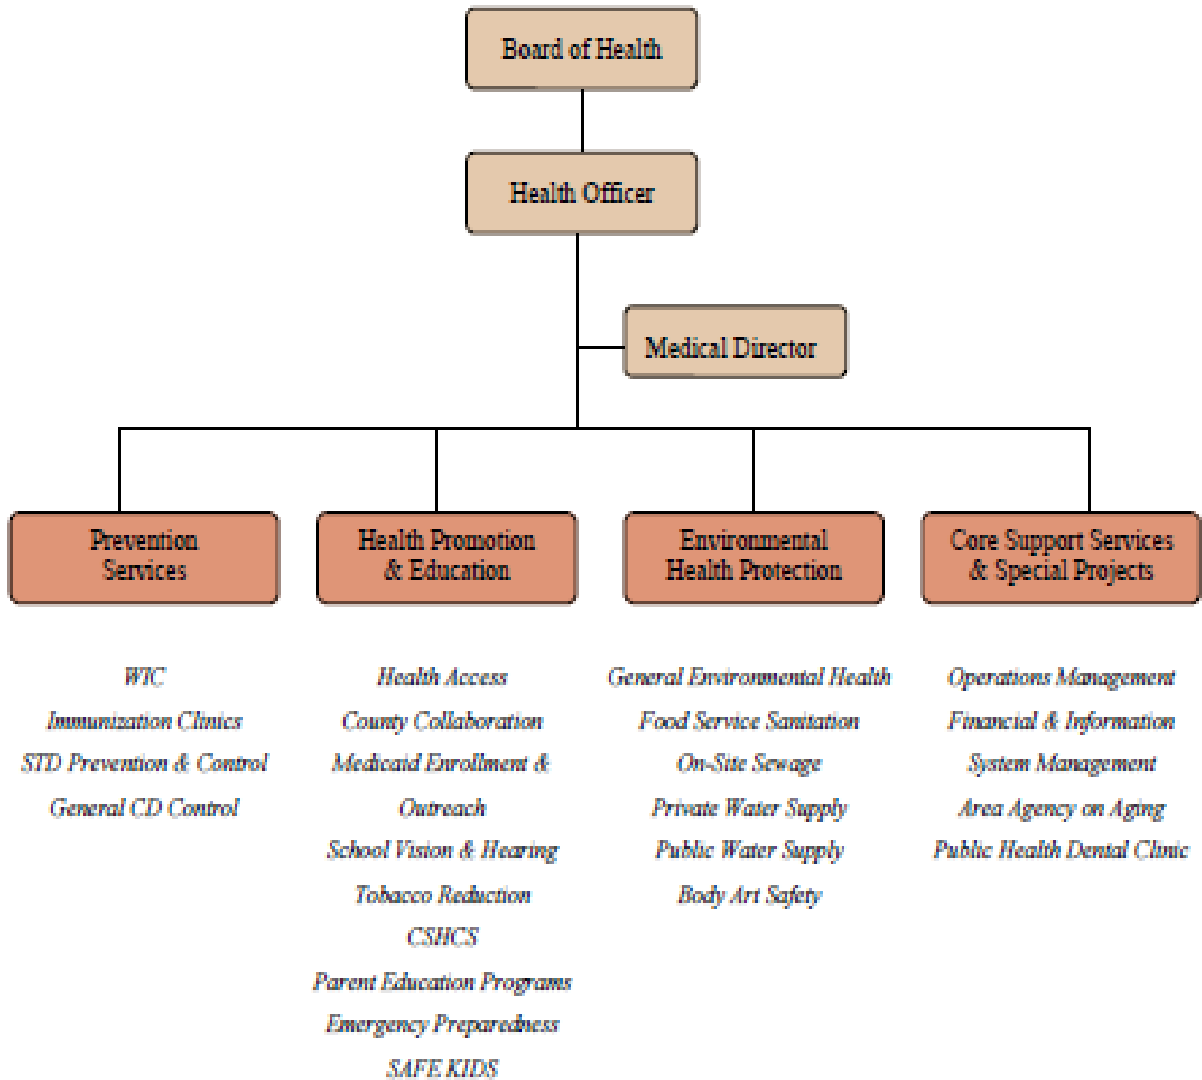 Board of Health
Health Officer
Medical Director
Prevention
Services
Health Promotion
& Education
Environmental
Health Protection
Core Support Services
& Special Projects
WIC
Immunization Clinics
STD Prevention & Control
General CD Control
Health Access
County Collaboration
Medicaid Enrollment &
Outreach
School Vision & Hearing
Tobacco Reduction
CSHCS
Parent Education Programs
Emergency Preparedness
SAFE KIDS
General Environmental Health
Food Service Sanitation
On-Site Sewage
Private Water Supply
Public Water Supply
Body Art Safety
Operations Management
Financial & Information
System Management
Area Agency on Aging
Public Health Dental Clinic